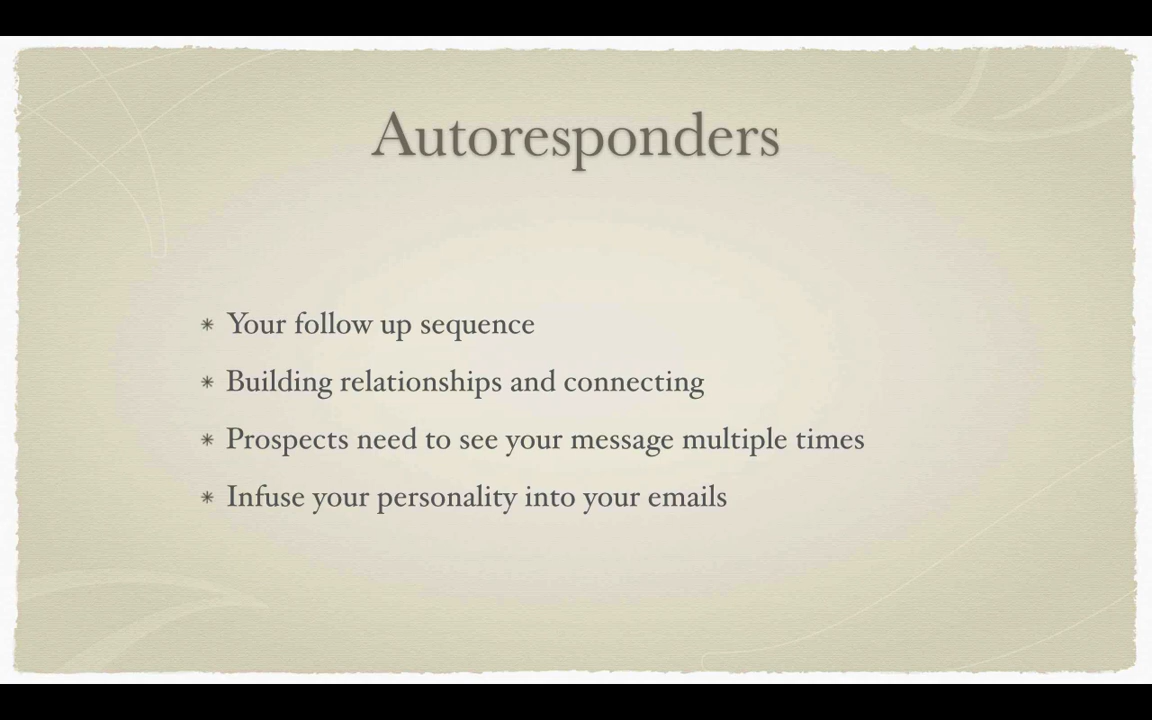 Autoresponders
* Your follow up sequence
* Building relationships and connecting
* Prospects need to see your message multiple times
* Infuse your personality into your emails